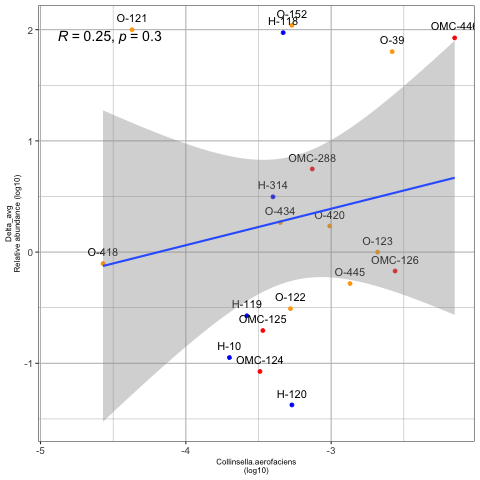 O-121
O-152
H-118
R = 0.25, p = 0.3
OMC-446
O-39
OMC-288
H-314
O-434
O-420
O-418
O-123
OMC-126
O-445
O-122
H-119
OMC-125
H-10
OMC-124
H-120
2
1
0
-1
-5
-4
-3
Delta_avg
Relative abundance (log10)
Collinsella.aerofaciens
(log10)